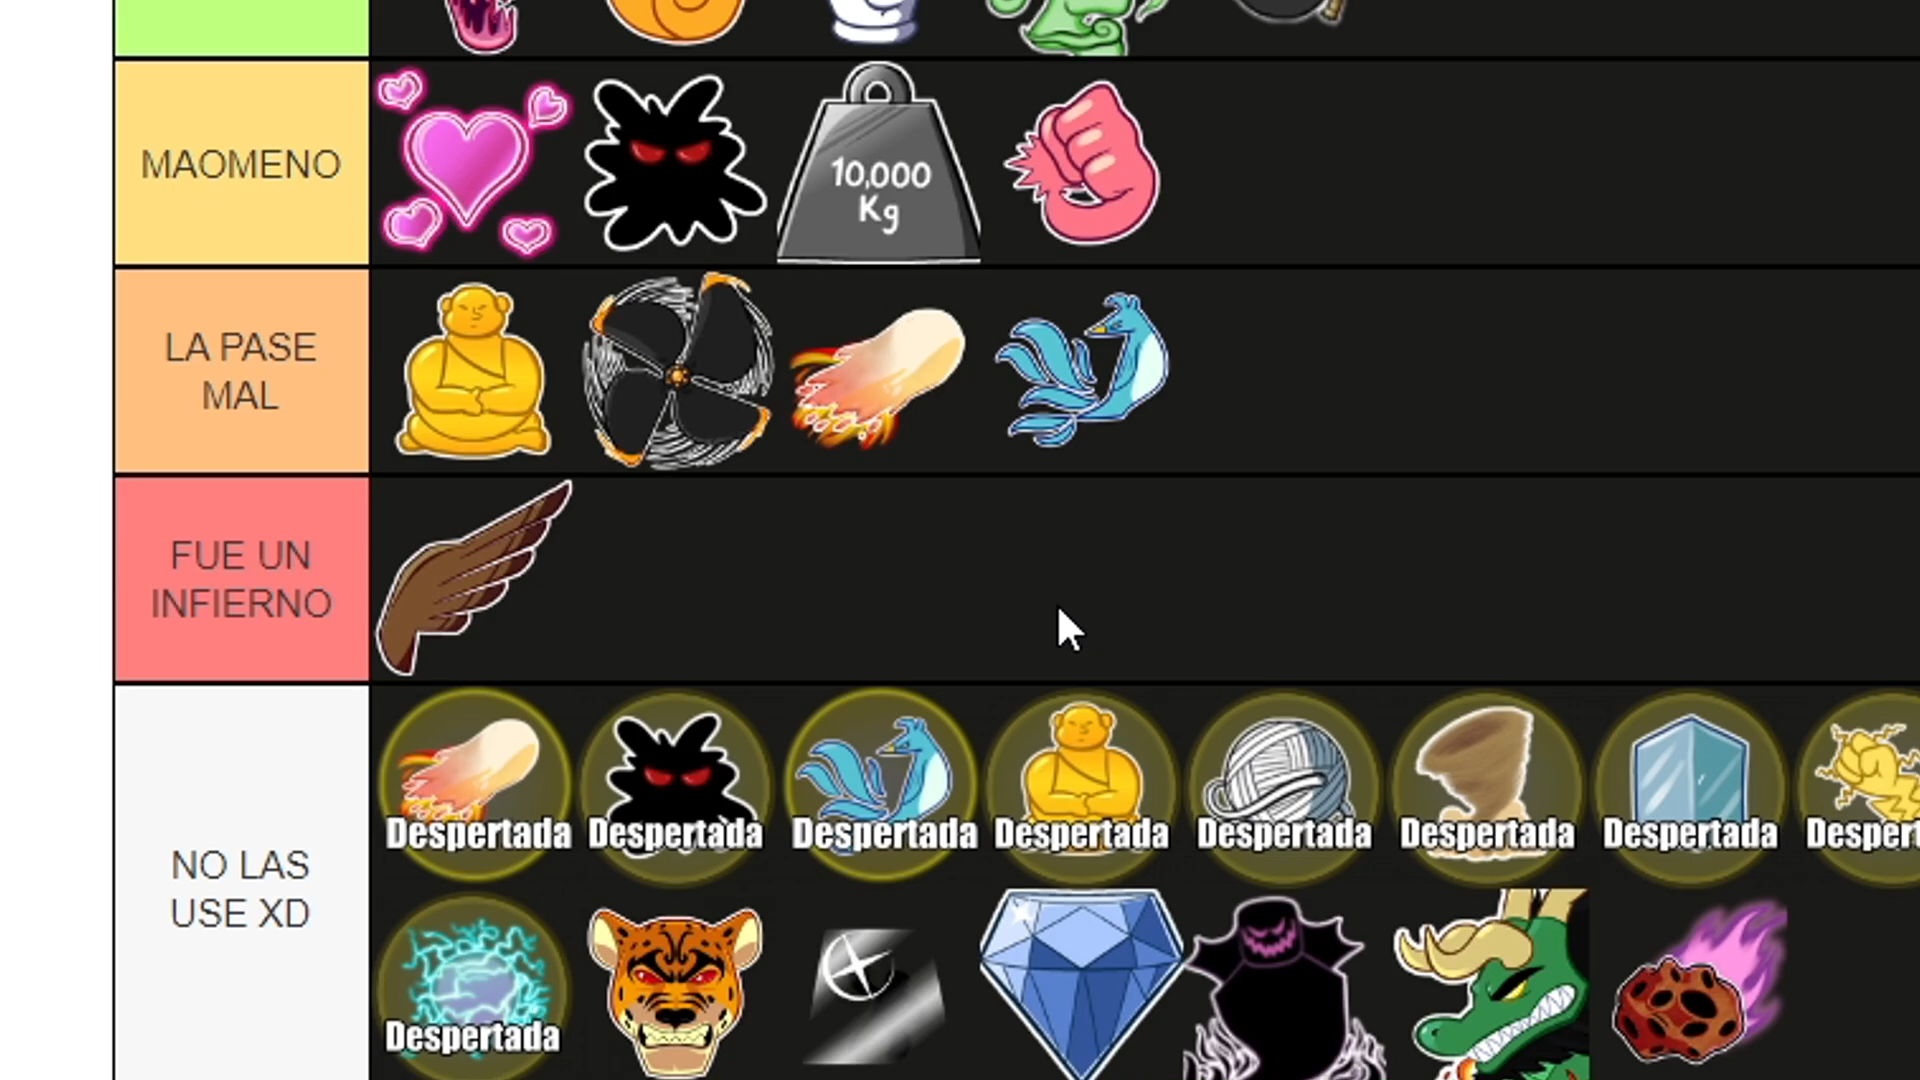 MAOMENO
10,000
Kg
LA PASE
MAL
FUE UN
INFIERNO
NO LAS
USE XD
Despertada Despertada Despertada Despertada Despertada Despertada Despertada Despert
Despertada